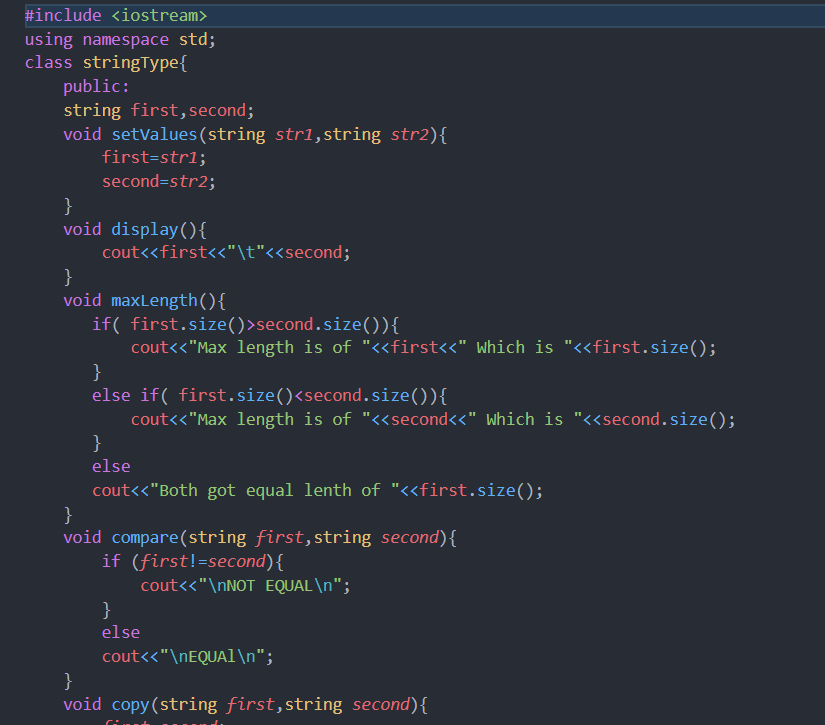 #include <iostream>
using namespace std;
class stringType{
    public:
    string first,second;
    void setValues(string str1,string str2){
        first=str1;
        second=str2;
    }
    void display(){
        cout<<first<<"\t"<<second;
    }
    void maxLength(){
       if( first.size()>second.size()){
           cout<<"Max length is of "<<first<<" Which is "<<first.size();
       }
       else if( first.size()<second.size()){
           cout<<"Max length is of "<<second<<" Which is "<<second.size();
       }
       else
       cout<<"Both got equal lenth of "<<first.size();
    }
    void compare(string first,string second){
        if (first!=second){
            cout<<"\nNOT EQUAL\n";
        }
        else
        cout<<"\nEQUAl\n";
    }
    void copy(string first,string second){